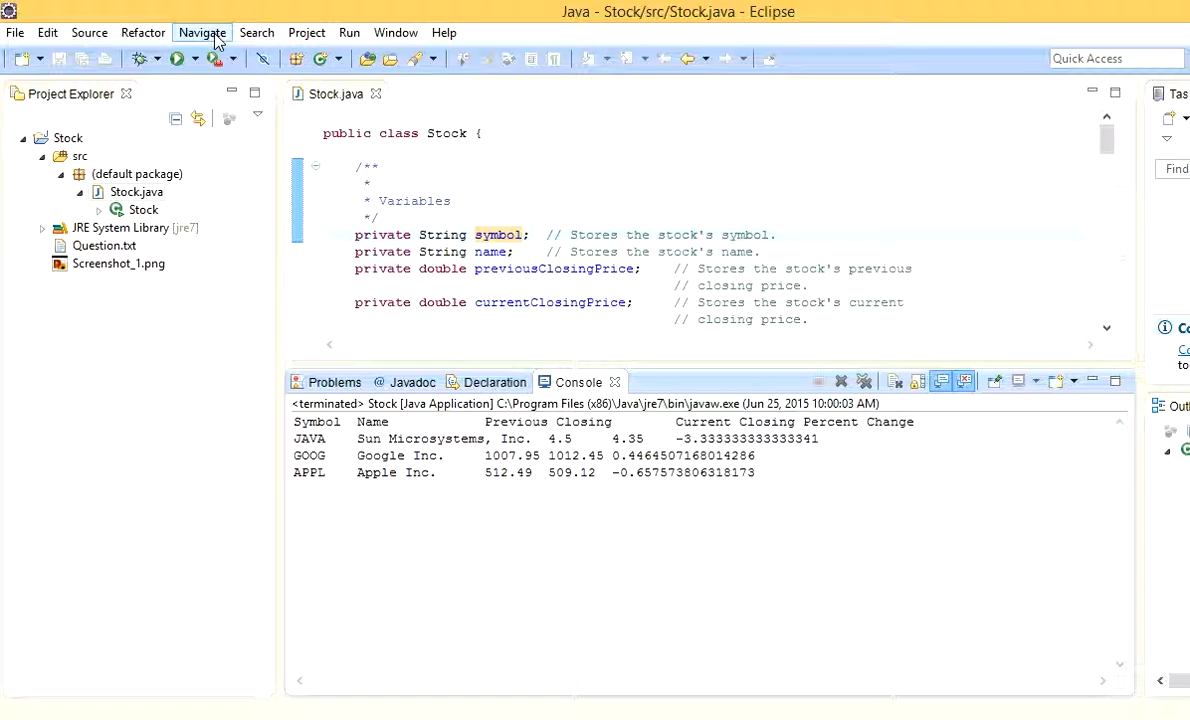 Java - Stock/src/Stock.java - Eclipse
File Edit Source Refactor Navigate Search Project Run Window Help
Quick Access
Project Explorer
Stock
src
(default package)
Stock.java
Stock
JRE System Library [jre7]
Question.txt
Screenshot_1.png
Stock.java
public class Stock {
/**
*
* Variables
*/
private String symbol; // Stores the stock's symbol.
private String name; // Stores the stock's name.
private double previousClosingPrice; // Stores the stock's previous
// closing price.
private double currentClosingPrice; // Stores the stock's current
// closing price.
Tas
Find
Co
Co
to
Out
Problems @ Javadoc Declaration Console
<terminated> Stock [Java Application] C:\Program Files (x86)\Java\jre7\bin\javaw.exe (Jun 25, 2015 10:00:03 AM)
Symbol Name Previous Closing Current Closing Percent Change
JAVA Sun Microsystems, Inc. 4.5 4.35 -3.333333333333341
GOOG Google Inc. 1007.95 1012.45 0.4464507168014286
APPL Apple Inc. 512.49 509.12 -0.657573806318173